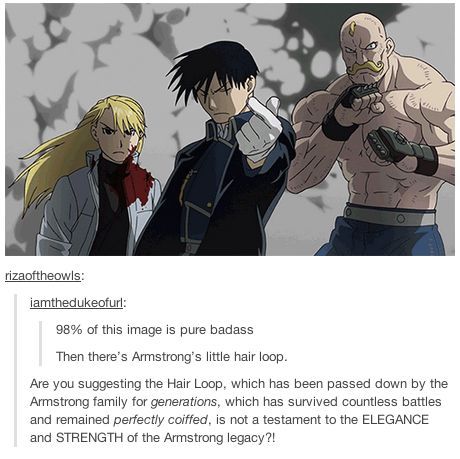 rizaoftheowls:
iamthedukeofurl:
98% of this image is pure badass
Then there's Armstrong's little hair loop.
Are you suggesting the Hair Loop, which has been passed down by the
Armstrong family for generations, which has survived countless battles
and remained perfectly coiffed, is not a testament to the ELEGANCE
and STRENGTH of the Armstrong legacy?!